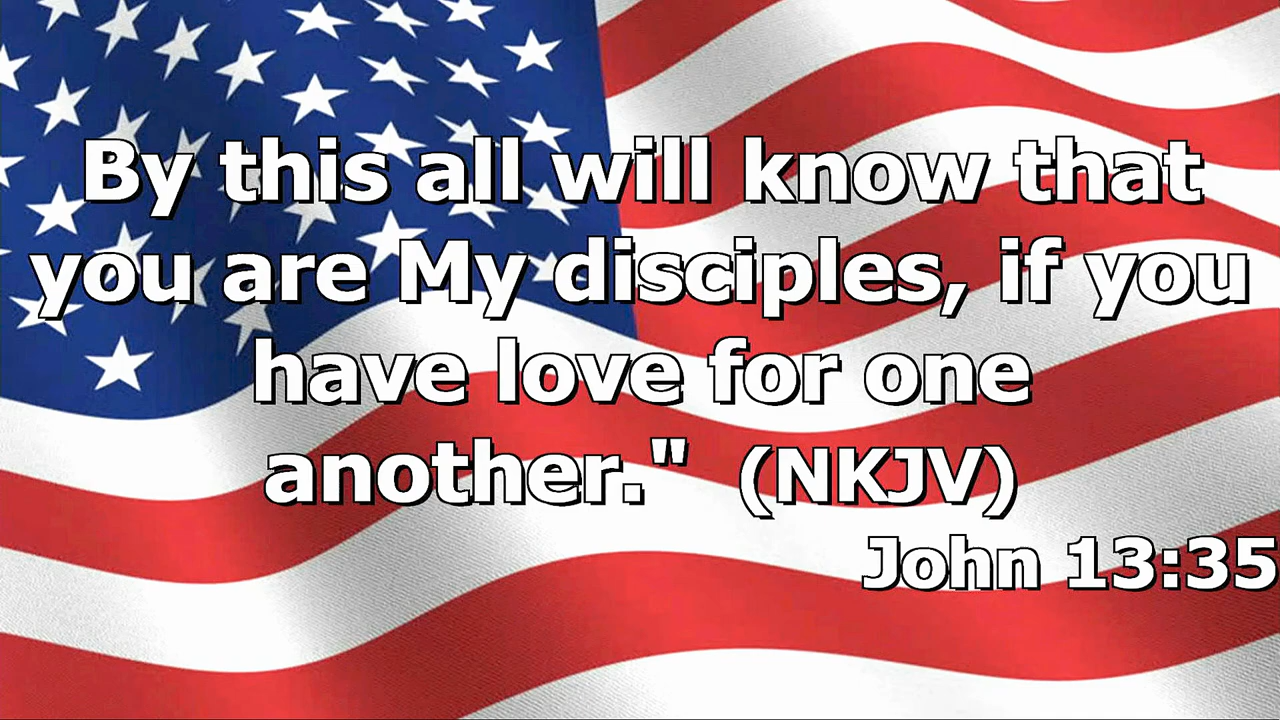 By this all will know that
you are My disciples, if you
have love for one
another." (NKJV)
John 13:35